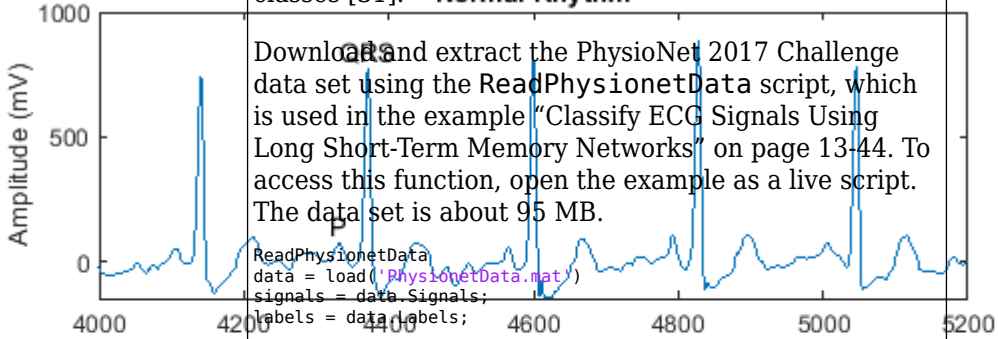 Normal Rhythm
1000
QRS
Download and extract the PhysioNet 2017 Challenge
data set using the ReadPhysionetData script, which
is used in the example “Classify ECG Signals Using
Long Short-Term Memory Networks” on page 13-44. To
access this function, open the example as a live script.
The data set is about 95 MB.
Amplitude (mV)
500
P
0
ReadPhysionetData
data = load('PhysionetData.mat')
signals = data.Signals;
labels = data.Labels;
4000 4200 4400 4600 4800 5000 5200